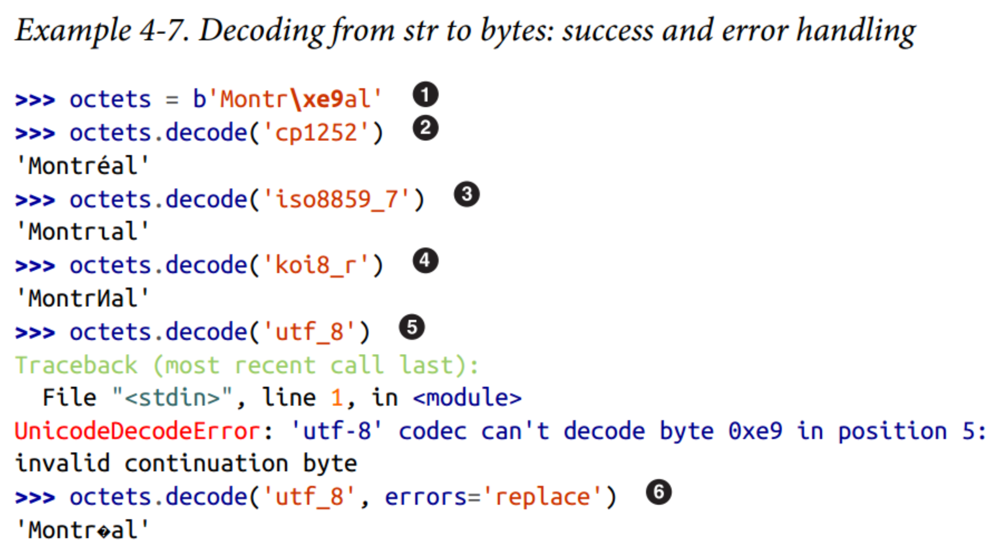 Example 4-7. Decoding from str to bytes: success and error handling
>>> octets = b'Montr\xe9al' ❶
>>> octets.decode('cp1252') ❷
'Montréal'
>>> octets.decode('iso8859_7') ❸
'Montrιal'
>>> octets.decode('koi8_r') ❹
'MontrИal'
>>> octets.decode('utf_8') ❺
Traceback (most recent call last):
  File "<stdin>", line 1, in <module>
UnicodeDecodeError: 'utf-8' codec can't decode byte 0xe9 in position 5:
invalid continuation byte
>>> octets.decode('utf_8', errors='replace') ❻
'Montr�al'